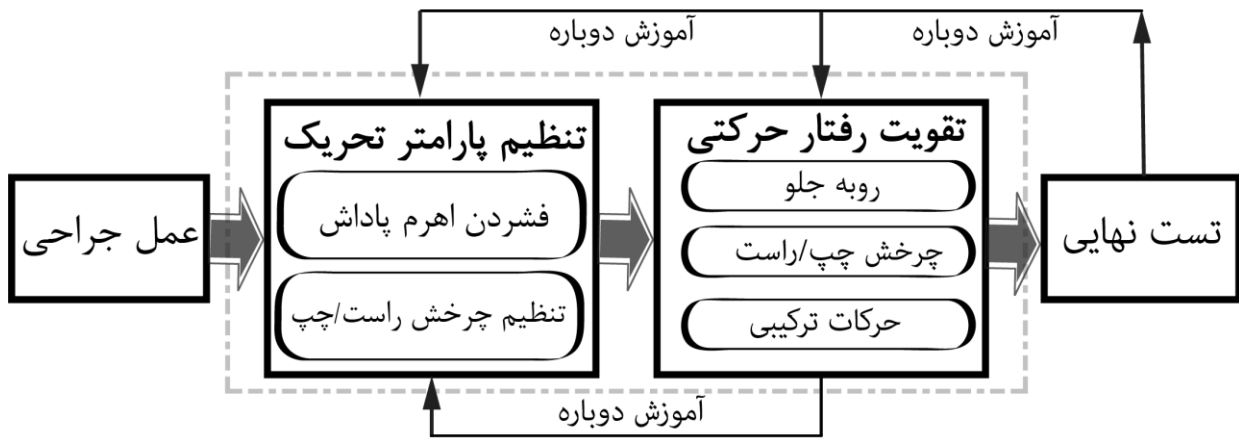 آموزش دوباره
آموزش دوباره
عمل جراحی
تنظیم پارامتر تحریک
فشردن اهرم پاداش
تنظیم چرخش راست/چپ
تقویت رفتار حرکتی
روبه جلو
چرخش چپ/راست
حرکات ترکیبی
تست نهایی
آموزش دوباره